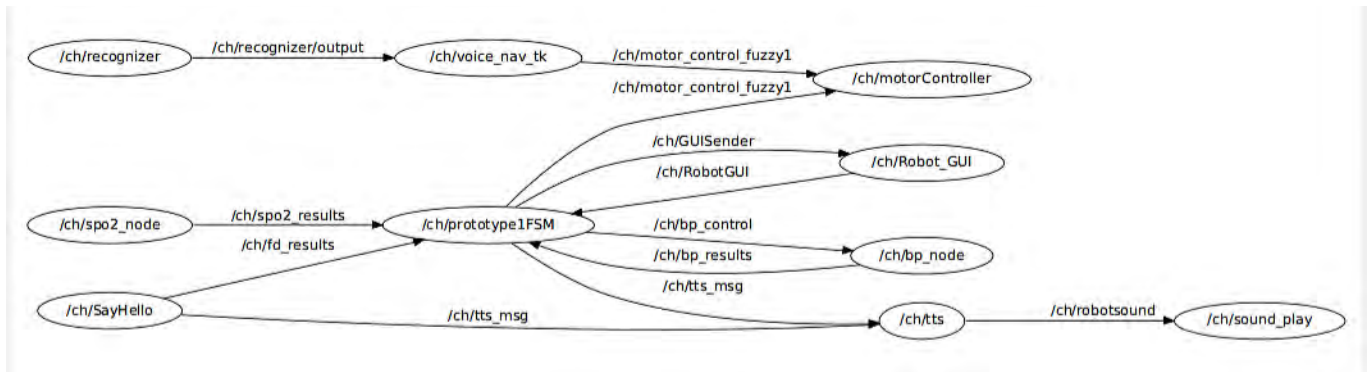 /ch/recognizer
/ch/recognizer/output
/ch/voice_nav_tk
/ch/motor_control_fuzzy1
/ch/motorController
/ch/motor_control_fuzzy1
/ch/GUISender
/ch/Robot_GUI
/ch/RobotGUI
/ch/spo2_node
/ch/spo2_results
/ch/prototype1FSM
/ch/bp_control
/ch/fd_results
/ch/bp_results
/ch/bp_node
/ch/tts_msg
/ch/SayHello
/ch/tts_msg
/ch/tts
/ch/robotsound
/ch/sound_play